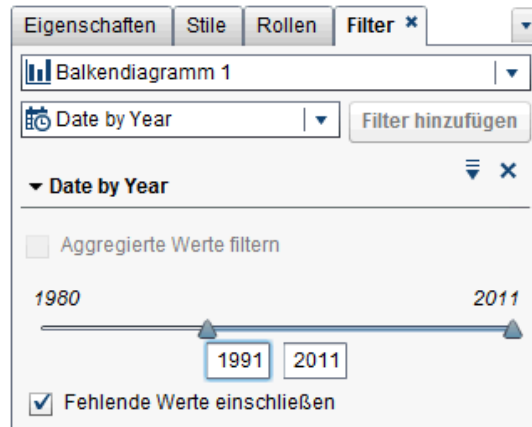 Eigenschaften Stile Rollen Filter
Balkendiagramm 1
Date by Year Filter hinzufügen
Date by Year
Aggregierte Werte filtern
1980 2011
1991 2011
Fehlende Werte einschließen